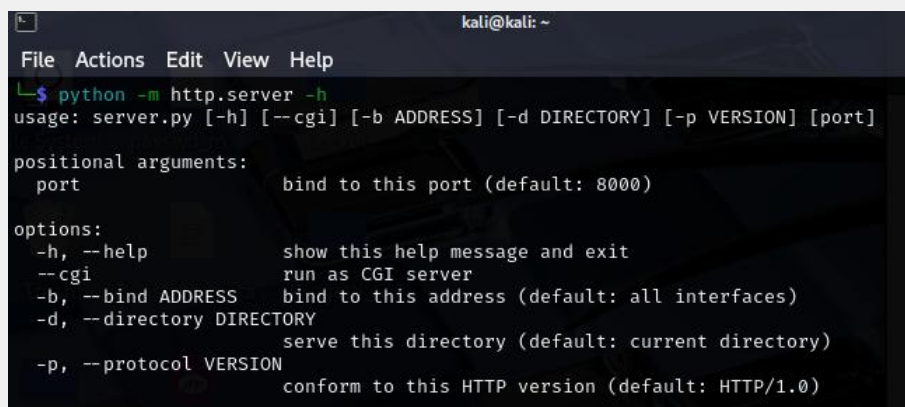 kali@kali: ~
File Actions Edit View Help
└─$ python -m http.server -h
usage: server.py [-h] [--cgi] [-b ADDRESS] [-d DIRECTORY] [-p VERSION] [port]
positional arguments:
port bind to this port (default: 8000)
options:
-h, --help show this help message and exit
--cgi run as CGI server
-b, --bind ADDRESS bind to this address (default: all interfaces)
-d, --directory DIRECTORY
serve this directory (default: current directory)
-p, --protocol VERSION
conform to this HTTP version (default: HTTP/1.0)